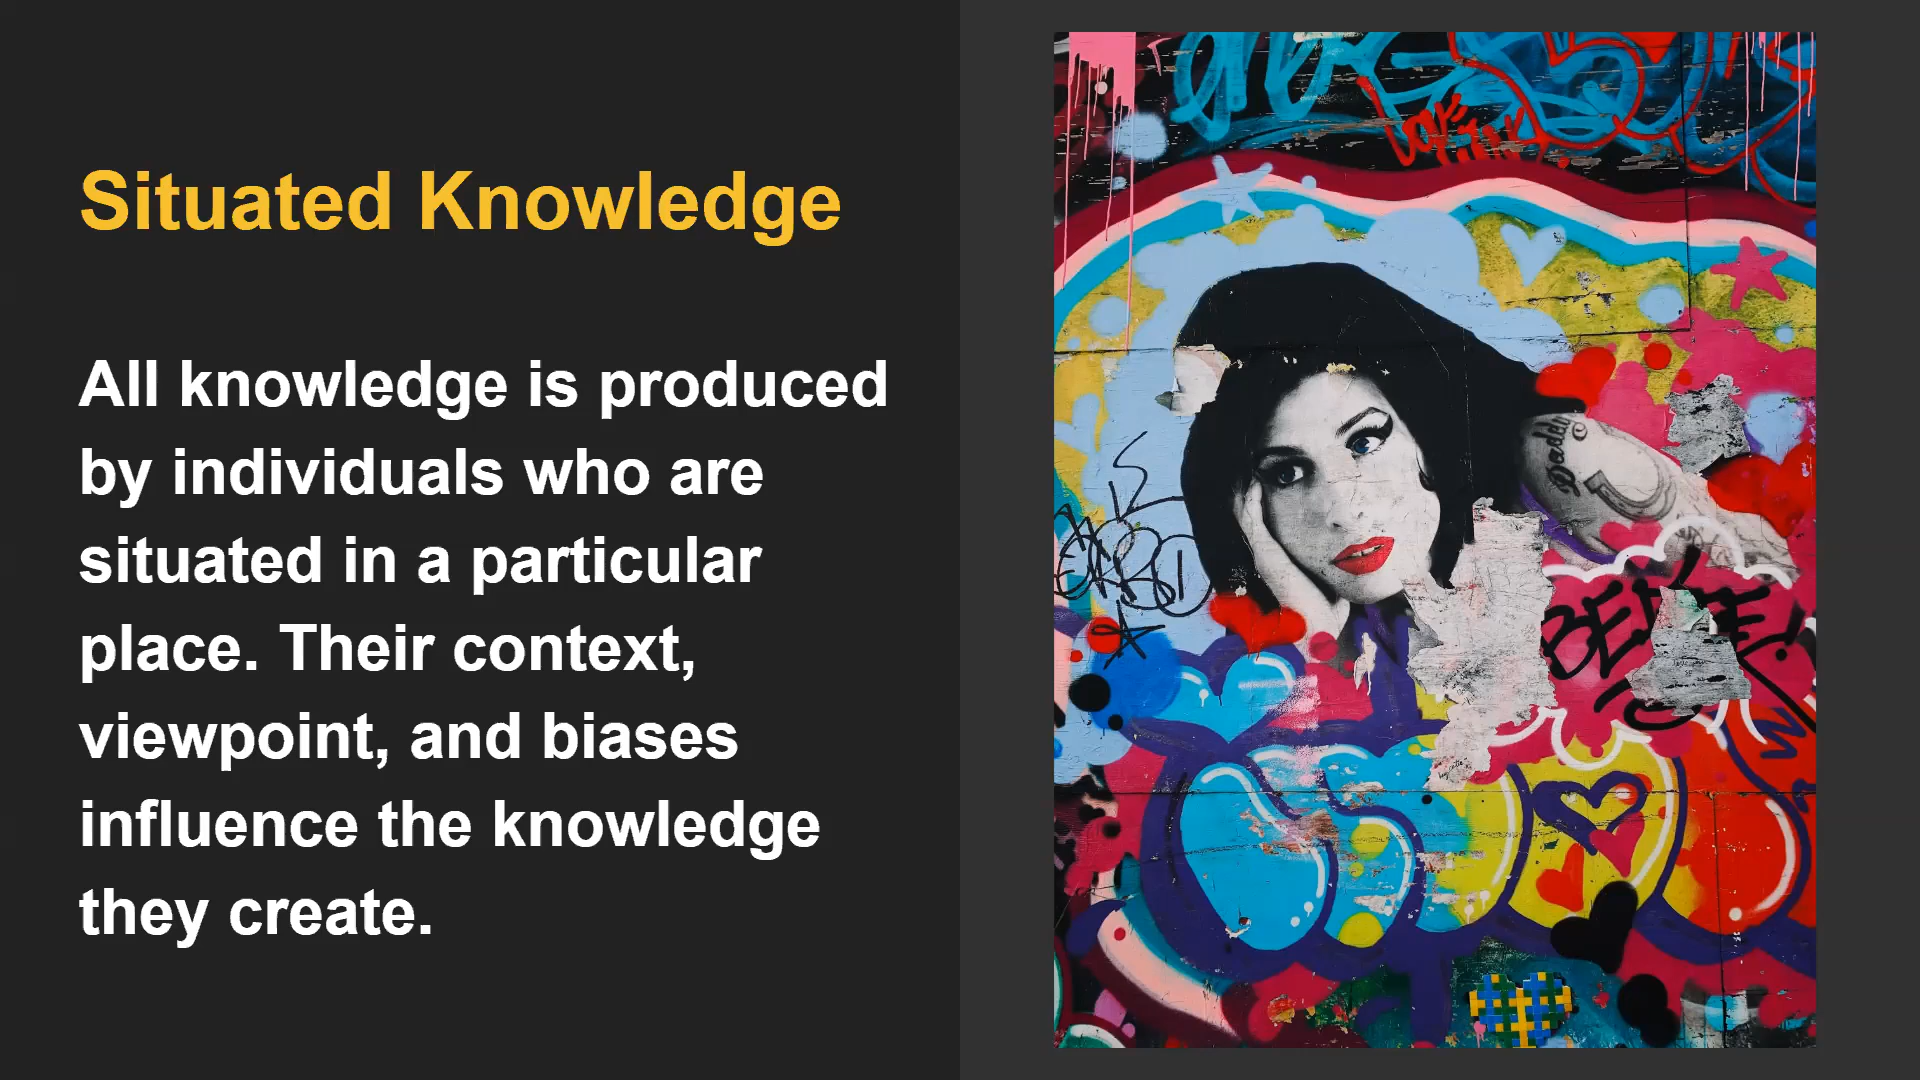 Situated Knowledge
All knowledge is produced
by individuals who are
situated in a particular
place. Their context,
viewpoint, and biases
influence the knowledge
they create.
Daddy's